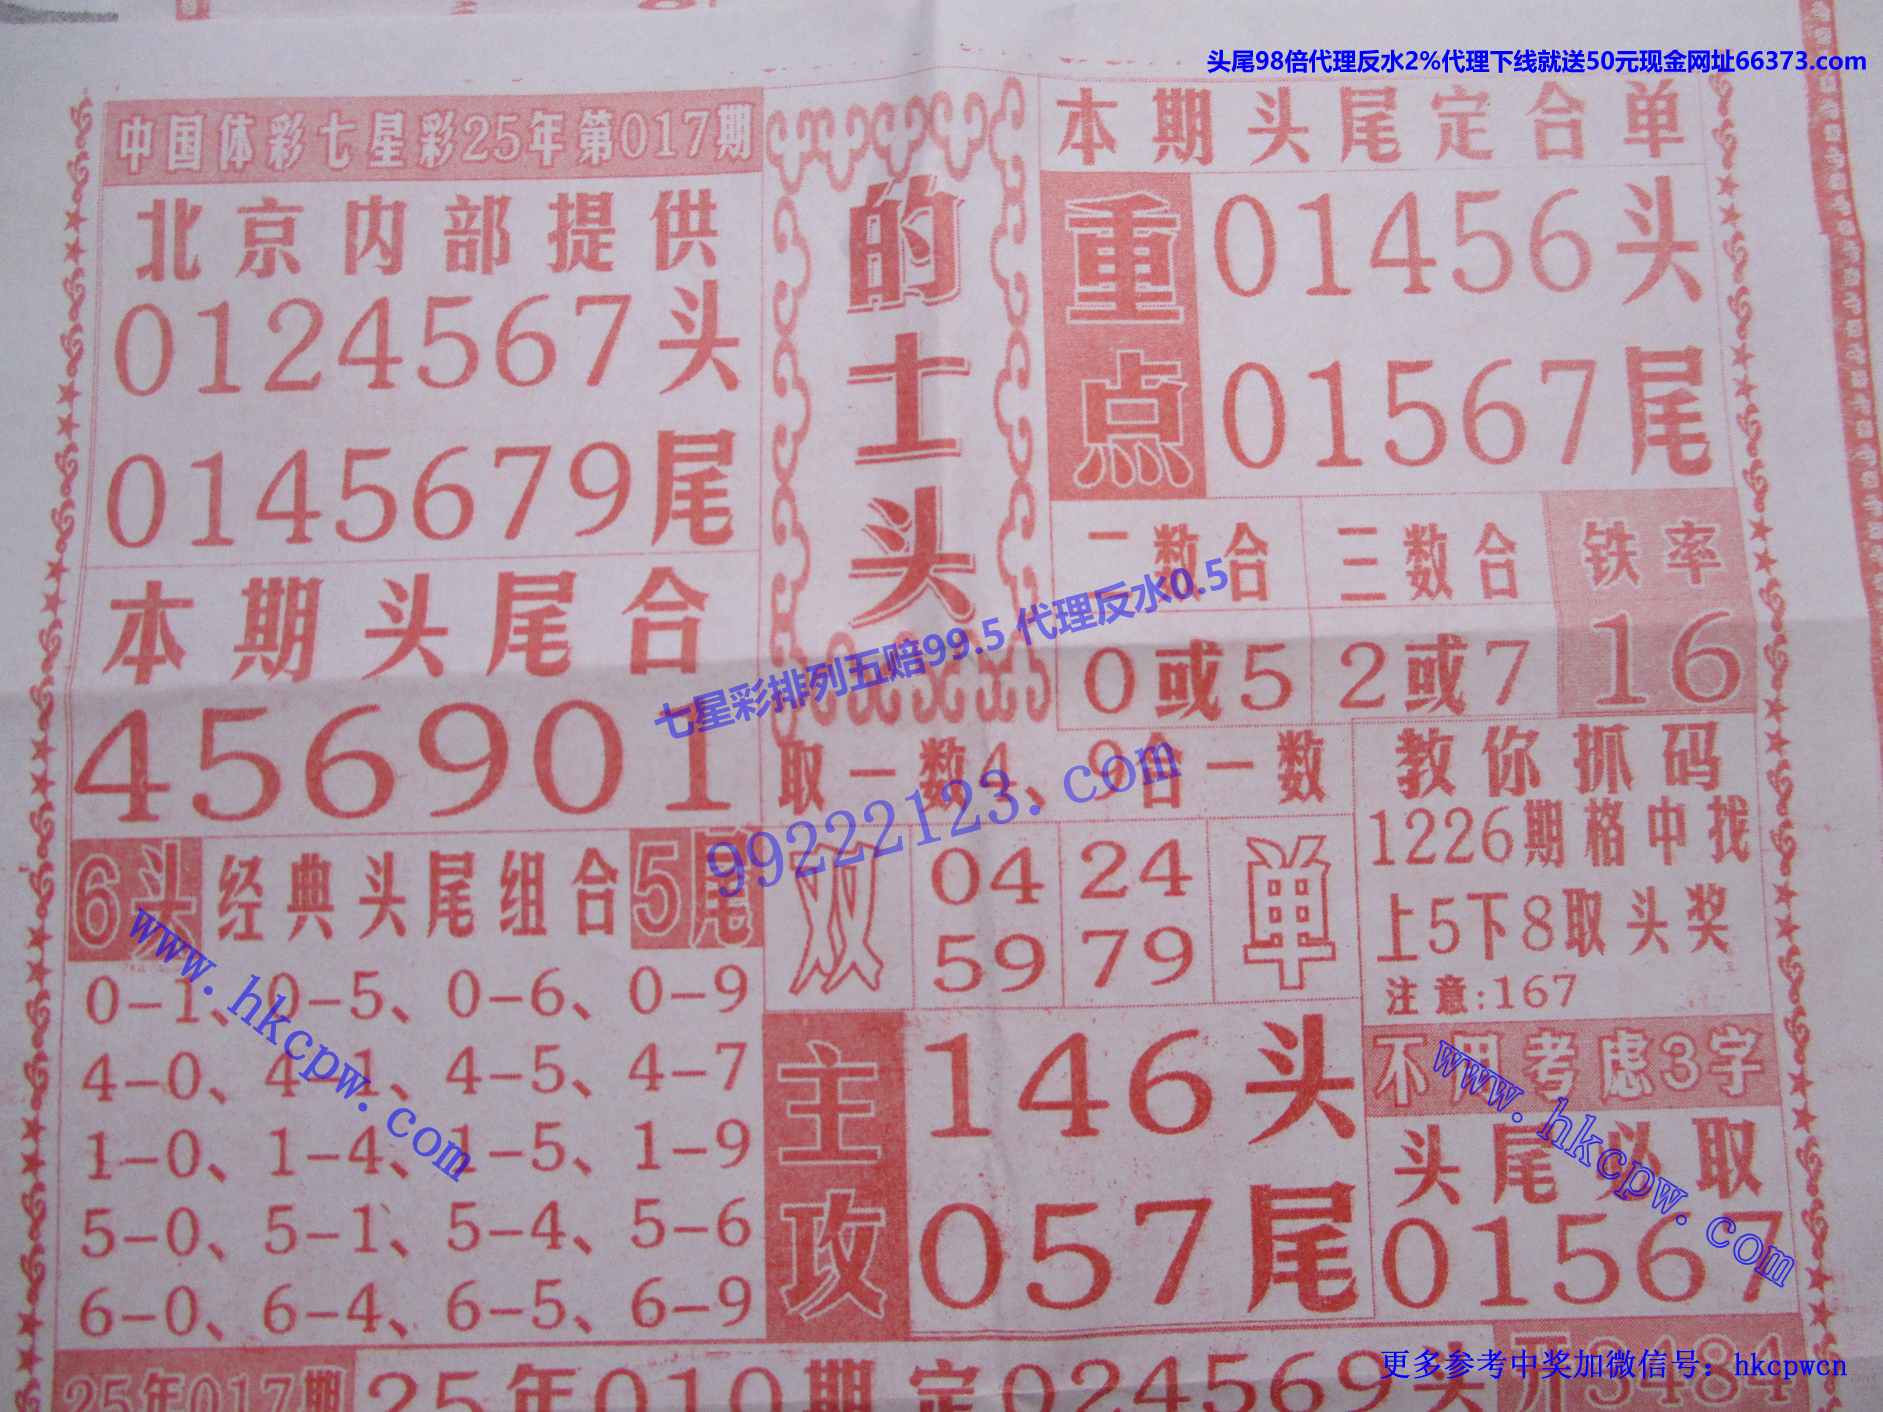 头尾98倍代理反水2%代理下线就送50元现金网址66373.com
中国体彩七星彩25年第017期
北京内部提供
0124567头
0145679尾
本期头尾合
456901
6头 经典头尾组合 5尾
0-1、0-5、0-6、0-9
4-0、4-1、4-5、4-7
1-0、1-4、1-5、1-9
5-0、5-1、5-4、5-6
6-0、6-4、6-5、6-9
的士头
取一数4、9合一数
双
04 24
59 79
单
主攻
146头
057尾
本期头尾定合单
重点
01456头
01567尾
二数合 三数合 铁率
0或5 2或7 16
教你抓码
1226期格中找
上5下8取头奖
注意:167
不用考虑3字
头尾必取
01567
25年017期 25年010期定024569头 开3484
七星彩排列五赔99.5 代理反水0.5
99222123.com
www.hkcpw.com
www.hkcpw.com
更多参考中奖加微信号：hkcpwcn